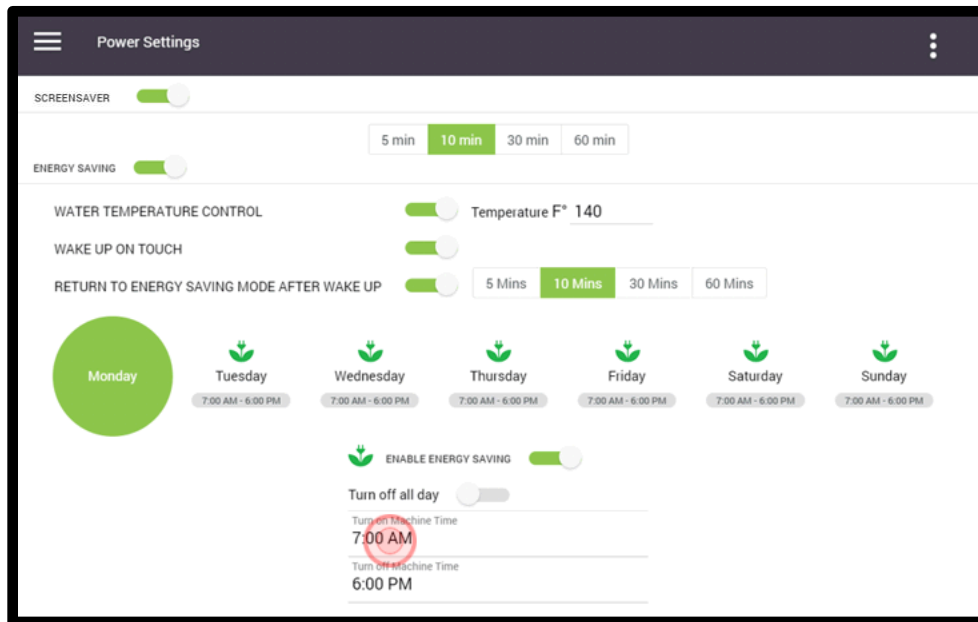 Power Settings
SCREENSAVER
5 min 10 min 30 min 60 min
ENERGY SAVING
WATER TEMPERATURE CONTROL Temperature F° 140
WAKE UP ON TOUCH
RETURN TO ENERGY SAVING MODE AFTER WAKE UP 5 Mins 10 Mins 30 Mins 60 Mins
Monday Tuesday Wednesday Thursday Friday Saturday Sunday
7:00 AM - 6:00 PM 7:00 AM - 6:00 PM 7:00 AM - 6:00 PM 7:00 AM - 6:00 PM 7:00 AM - 6:00 PM 7:00 AM - 6:00 PM
ENABLE ENERGY SAVING
Turn off all day
Turn on Machine Time
7:00 AM
Turn off Machine Time
6:00 PM